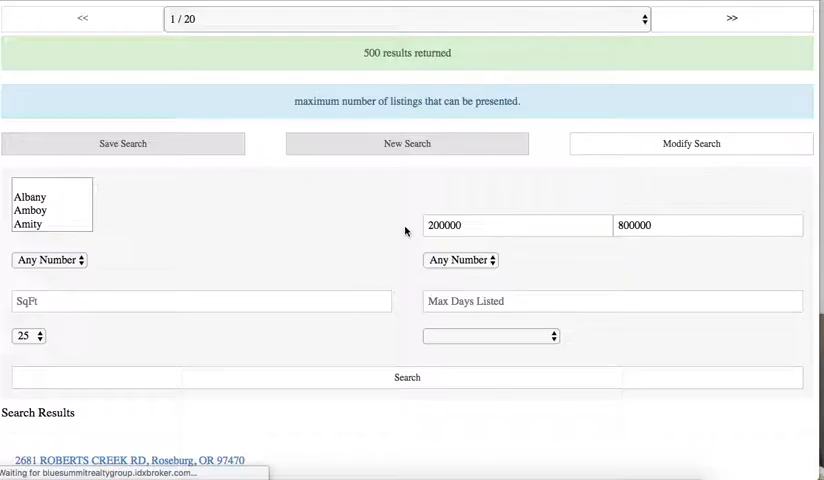 << 1 / 20 >>
500 results returned
maximum number of listings that can be presented.
Save Search New Search Modify Search
Albany
Amboy
Amity
200000 800000
Any Number Any Number
SqFt Max Days Listed
25
Search
Search Results
2681 ROBERTS CREEK RD, Roseburg, OR 97470
Waiting for bluesummitrealtygroup.idxbroker.com...